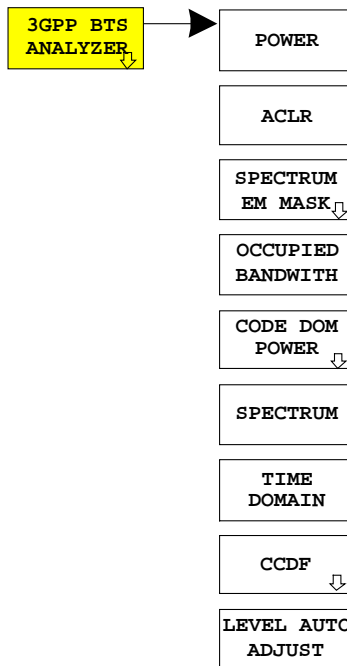 3GPP BTS
ANALYZER
POWER
ACLR
SPECTRUM
EM MASK
OCCUPIED
BANDWITH
CODE DOM
POWER
SPECTRUM
TIME
DOMAIN
CCDF
LEVEL AUTO
ADJUST